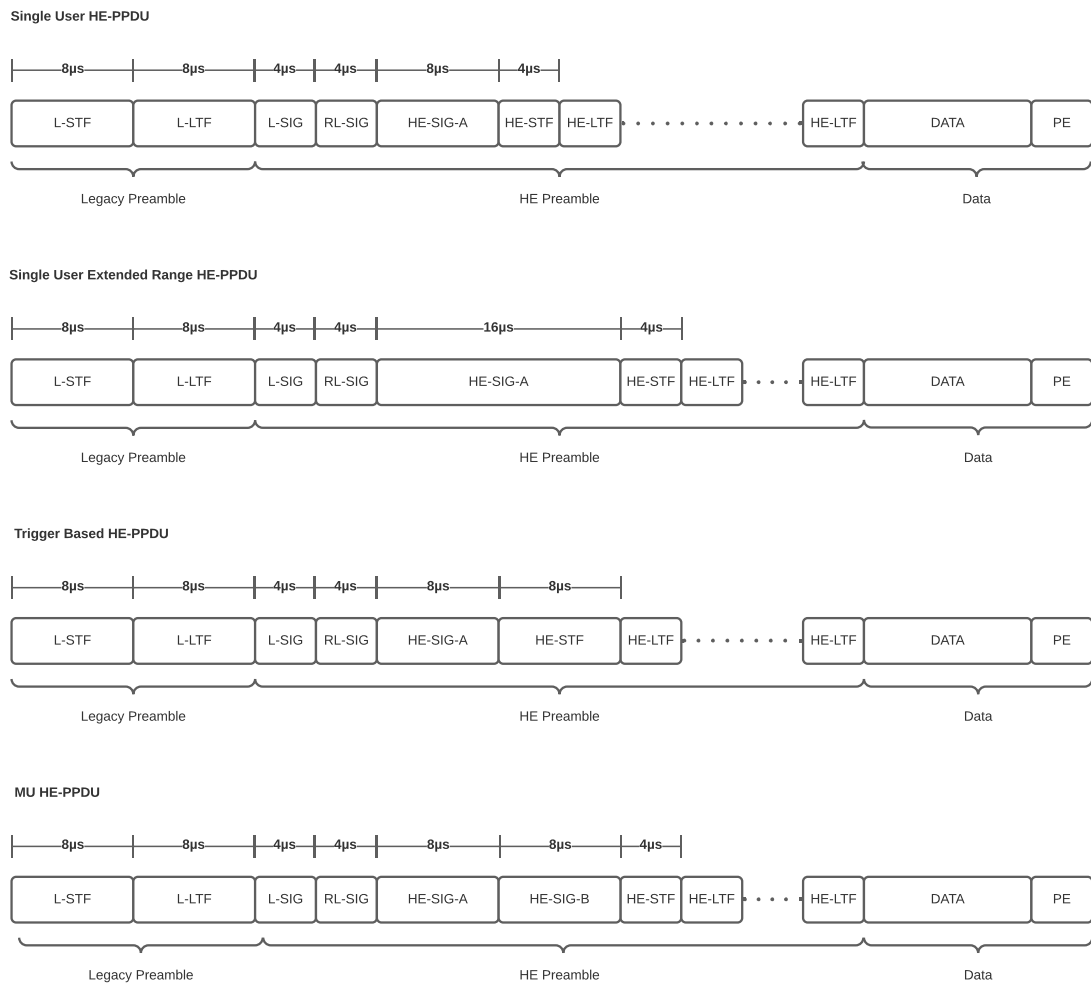 Single User HE-PPDU
8µs 8µs 4µs 4µs 8µs 4µs
L-STF L-LTF L-SIG RL-SIG HE-SIG-A HE-STF HE-LTF HE-LTF DATA PE
Legacy Preamble HE Preamble Data
Single User Extended Range HE-PPDU
8µs 8µs 4µs 4µs 16µs 4µs
L-STF L-LTF L-SIG RL-SIG HE-SIG-A HE-STF HE-LTF HE-LTF DATA PE
Legacy Preamble HE Preamble Data
Trigger Based HE-PPDU
8µs 8µs 4µs 4µs 8µs 8µs
L-STF L-LTF L-SIG RL-SIG HE-SIG-A HE-STF HE-LTF HE-LTF DATA PE
Legacy Preamble HE Preamble Data
MU HE-PPDU
8µs 8µs 4µs 4µs 8µs 8µs 4µs
L-STF L-LTF L-SIG RL-SIG HE-SIG-A HE-SIG-B HE-STF HE-LTF HE-LTF DATA PE
Legacy Preamble HE Preamble Data